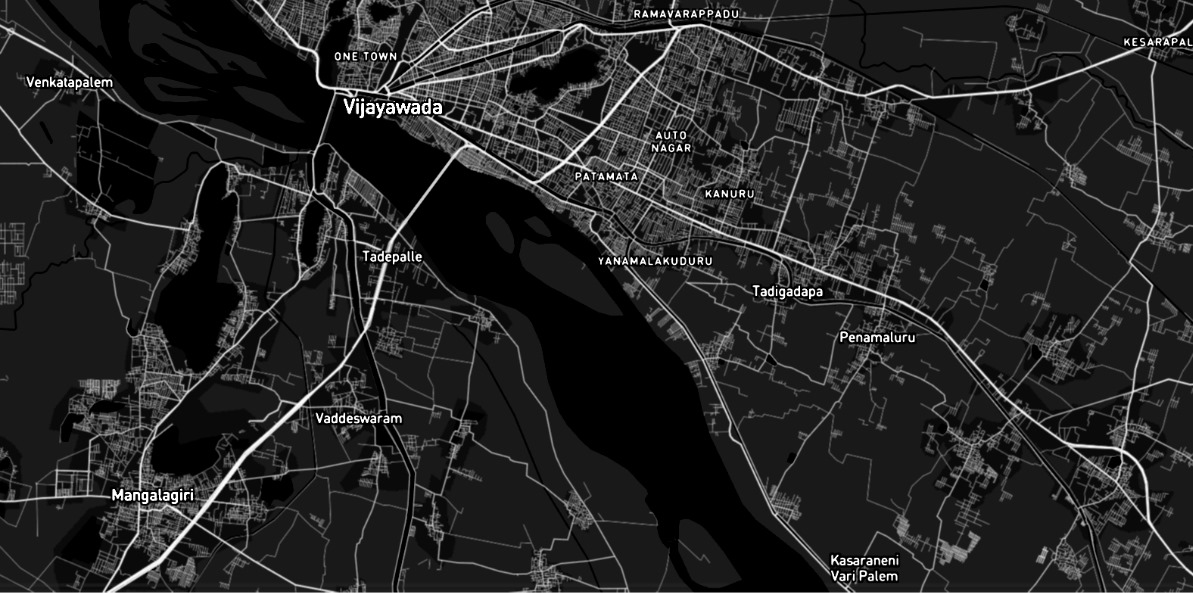 RAMAVARAPPADU
KESARAPAL
ONE TOWN
Venkatapalem
Vijayawada
AUTO
NAGAR
PATAMATA
KANURU
Tadepalle
YANAMALAKUDURU
Tadigadapa
Penamaluru
Vaddeswaram
Mangalagiri
Kasaraneni
Vari Palem